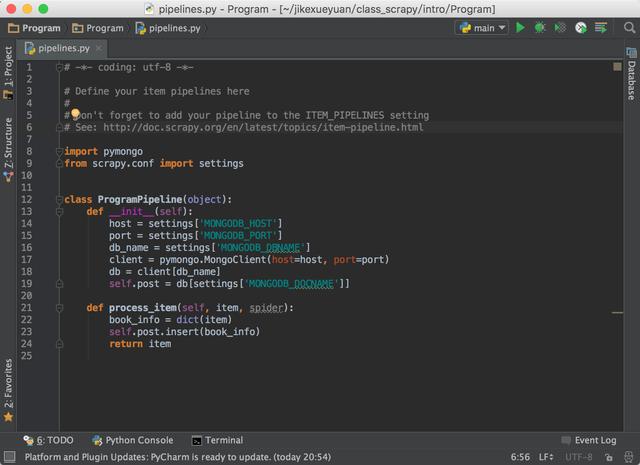 pipelines.py - Program - [~/jikexueyuan/class_scrapy/intro/Program]
Program Program pipelines.py main
pipelines.py
1: Project
Z: Structure
2: Favorites
Database
1 # -*- coding: utf-8 -*-
2
3 # Define your item pipelines here
4 #
5 # Don't forget to add your pipeline to the ITEM_PIPELINES setting
6 # See: http://doc.scrapy.org/en/latest/topics/item-pipeline.html
7
8 import pymongo
9 from scrapy.conf import settings
10
11
12 class ProgramPipeline(object):
13 def __init__(self):
14 host = settings['MONGODB_HOST']
15 port = settings['MONGODB_PORT']
16 db_name = settings['MONGODB_DBNAME']
17 client = pymongo.MongoClient(host=host, port=port)
18 db = client[db_name]
19 self.post = db[settings['MONGODB_DOCNAME']]
20
21 def process_item(self, item, spider):
22 book_info = dict(item)
23 self.post.insert(book_info)
24 return item
25
6: TODO Python Console Terminal Event Log
Platform and Plugin Updates: PyCharm is ready to update. (today 20:54) 6:56 LF UTF-8